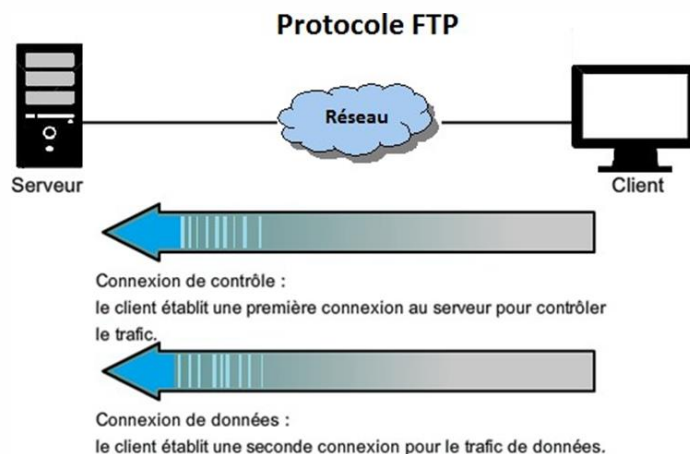 Protocole FTP
Réseau
Serveur
Client
Connexion de contrôle :
le client établit une première connexion au serveur pour contrôler
le trafic.
Connexion de données :
le client établit une seconde connexion pour le trafic de données.